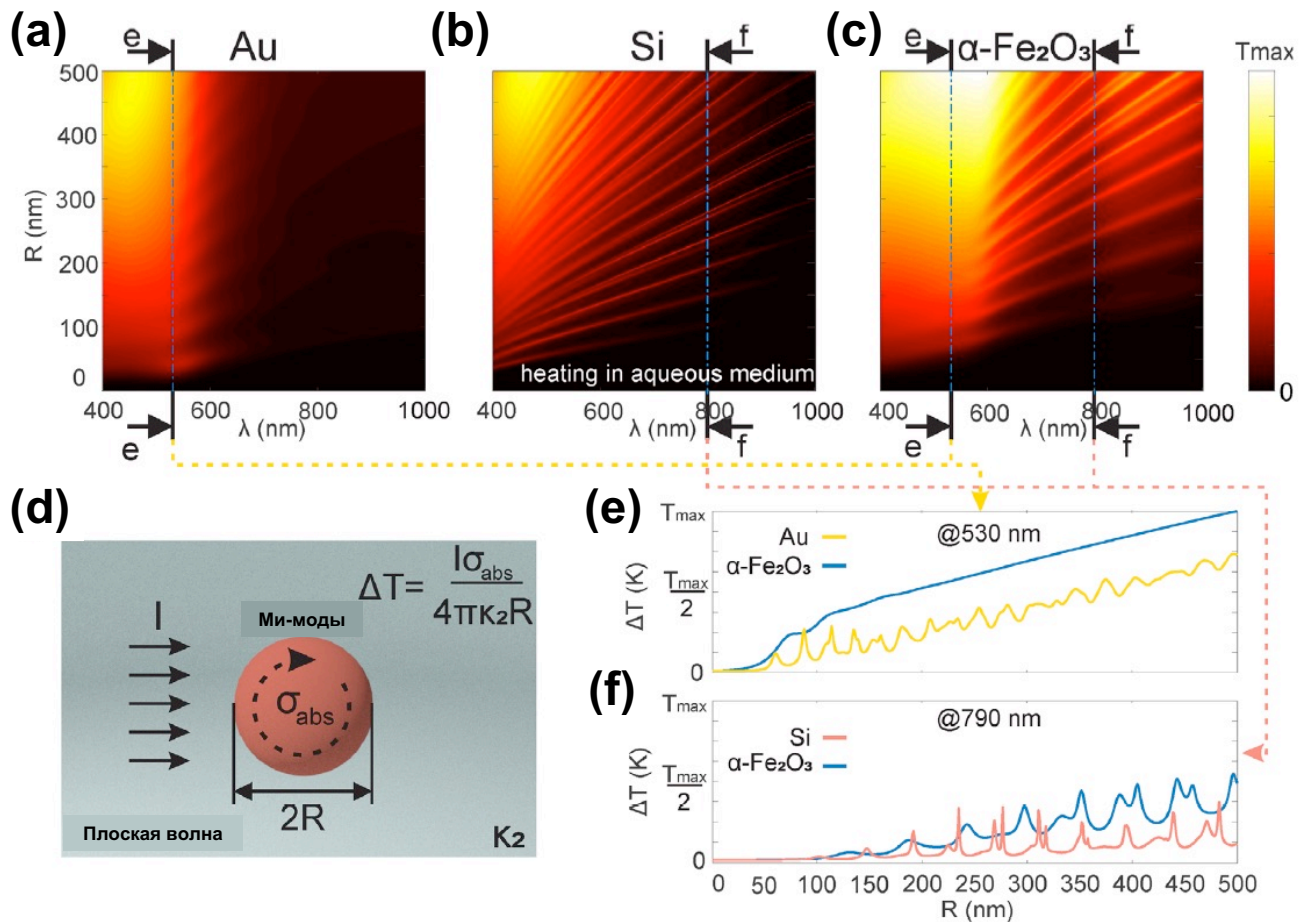 (a)
e
Au
(b)
Si
f
(c)
e
α-Fe₂O₃
f
Tmax
0
R (nm)
500
400
300
200
100
0
400 600 800 1000
λ (nm)
e
heating in aqueous medium
400 600 800 1000
λ (nm)
f
400 600 800 1000
λ (nm)
e
f
(d)
I
Ми-моды
σabs
2R
Плоская волна
ΔT= Iσabs
4πκ₂R
κ₂
(e)
Tmax
Tmax
2
0
ΔT (K)
Au
α-Fe₂O₃
@530 nm
(f)
Tmax
Tmax
2
0
ΔT (K)
Si
α-Fe₂O₃
@790 nm
0 50 100 150 200 250 300 350 400 450 500
R (nm)